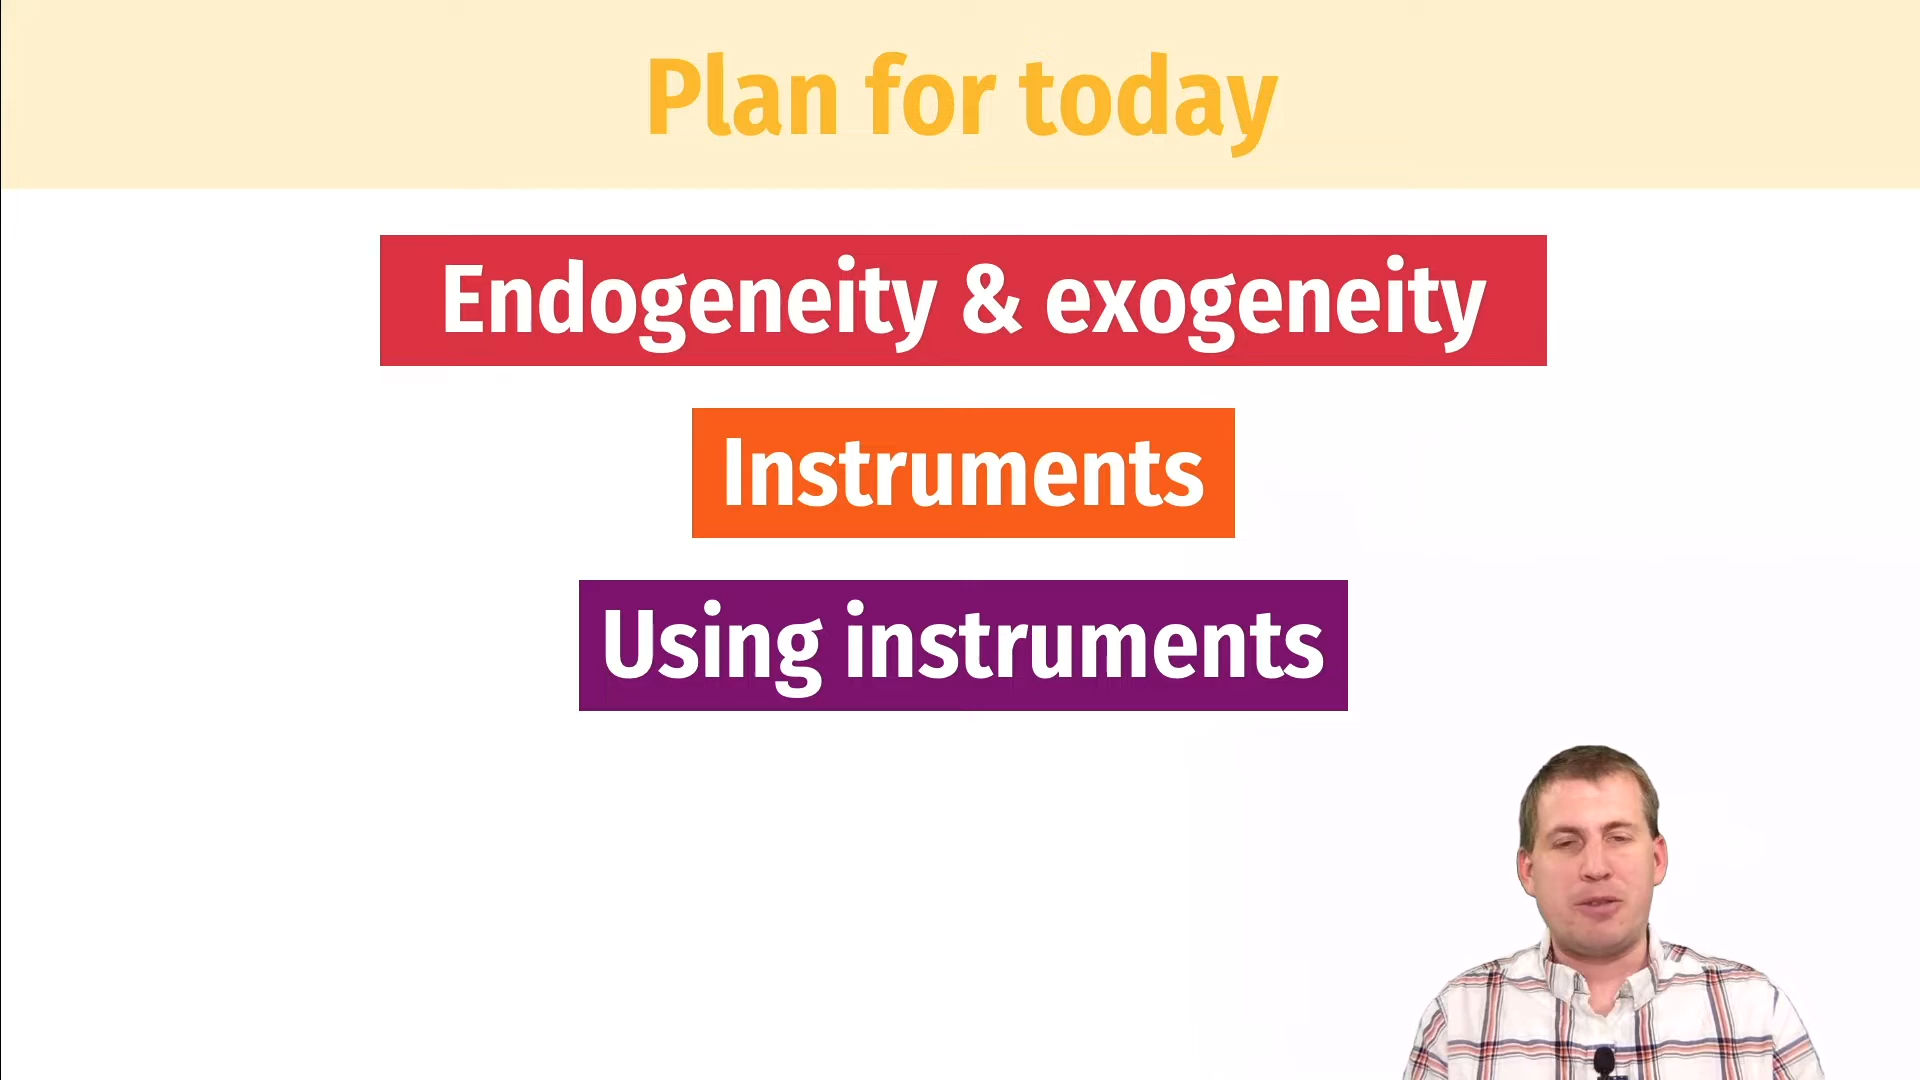 Plan for today
Endogeneity & exogeneity
Instruments
Using instruments